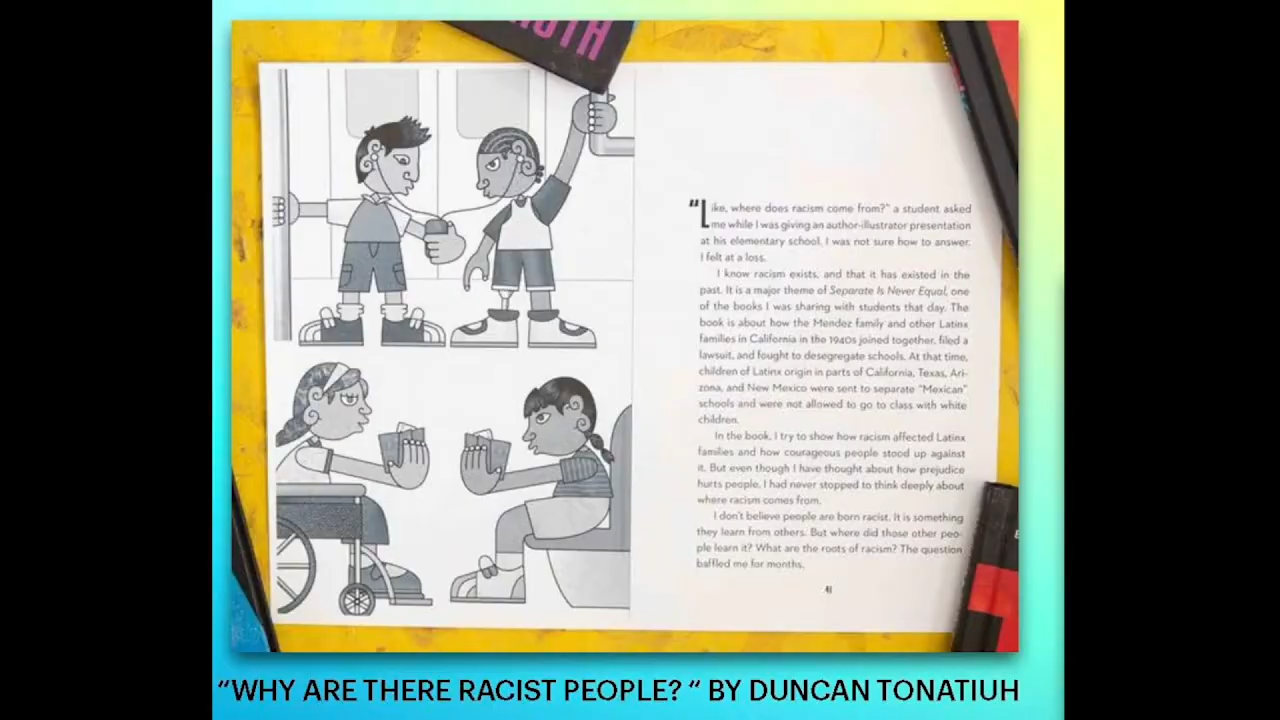 "Like, where does racism come from?" a student asked
me while I was giving an author-illustrator presentation
at his elementary school. I was not sure how to answer.
I felt at a loss.
I know racism exists, and that it has existed in the
past. It is a major theme of Separate Is Never Equal, one
of the books I was sharing with students that day. The
book is about how the Mendez family and other Latinx
families in California in the 1940s joined together, filed a
lawsuit, and fought to desegregate schools. At that time,
children of Latinx origin in parts of California, Texas, Ari-
zona, and New Mexico were sent to separate "Mexican"
schools and were not allowed to go to class with white
children.
In the book, I try to show how racism affected Latinx
families and how courageous people stood up against
it. But even though I have thought about how prejudice
hurts people, I had never stopped to think deeply about
where racism comes from.
I don't believe people are born racist. It is something
they learn from others. But where did those other peo-
ple learn it? What are the roots of racism? The question
baffled me for months.
41
"WHY ARE THERE RACIST PEOPLE? " BY DUNCAN TONATIUH